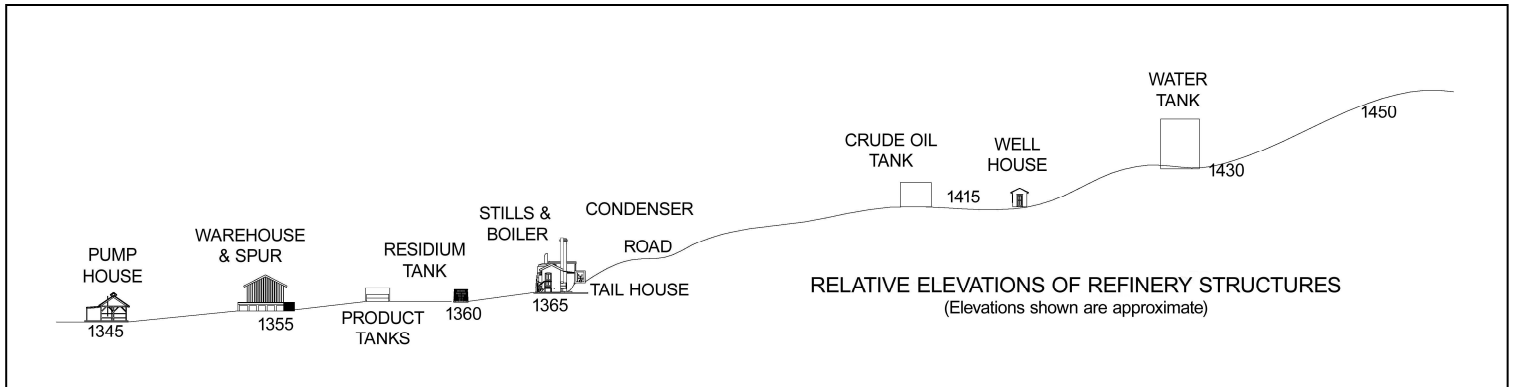 WATER
TANK
1450
CRUDE OIL
TANK
WELL
HOUSE
1430
1415
STILLS &
BOILER
CONDENSER
ROAD
TAIL HOUSE
1365
WAREHOUSE
& SPUR
RESIDIUM
TANK
PUMP
HOUSE
1345
1355
PRODUCT
TANKS
1360
RELATIVE ELEVATIONS OF REFINERY STRUCTURES
(Elevations shown are approximate)